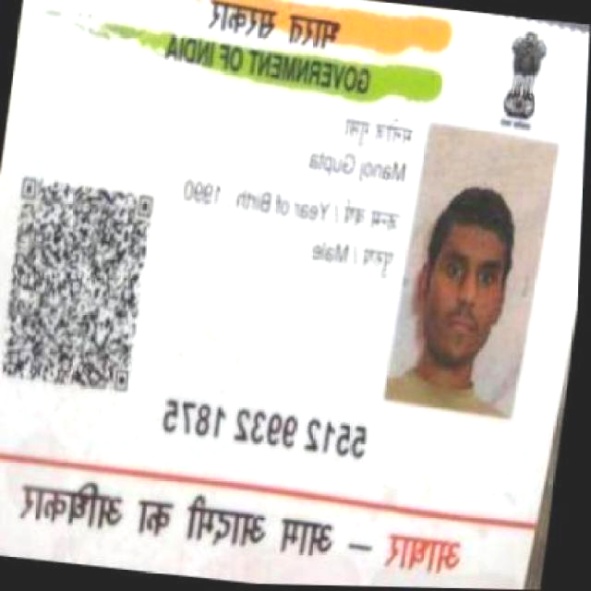 भारत सरकार
GOVERNMENT OF INDIA
मनोज गुप्ता
Manoj Gupta
जन्म वर्ष / Year of Birth 1990
पुरुष / Male
5512 9932 1875
आधार – आम आदमी का अधिकार